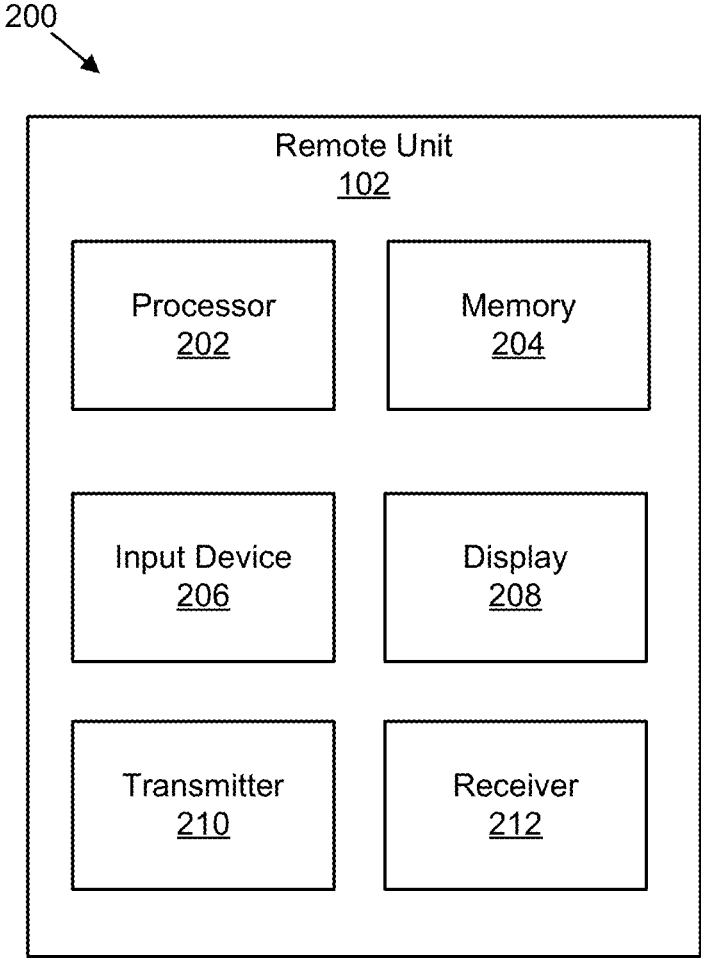 200
Remote Unit
102
Processor
202
Memory
204
Input Device
206
Display
208
Transmitter
210
Receiver
212